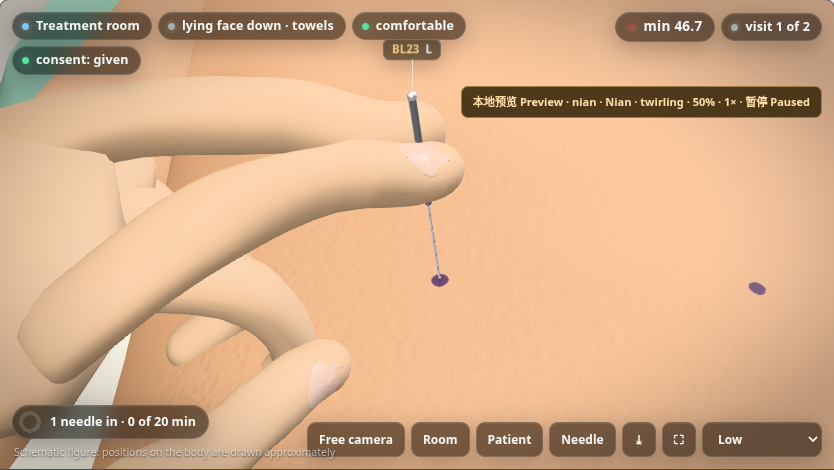 Treatment room
lying face down · towels
comfortable
min 46.7
visit 1 of 2
consent: given
BL23 L
本地预览 Preview · nian · Nian · twirling · 50% · 1× · 暂停 Paused
1 needle in · 0 of 20 min
Free camera
Room
Patient
Needle
Low
Schematic figure: positions on the body are drawn approximately